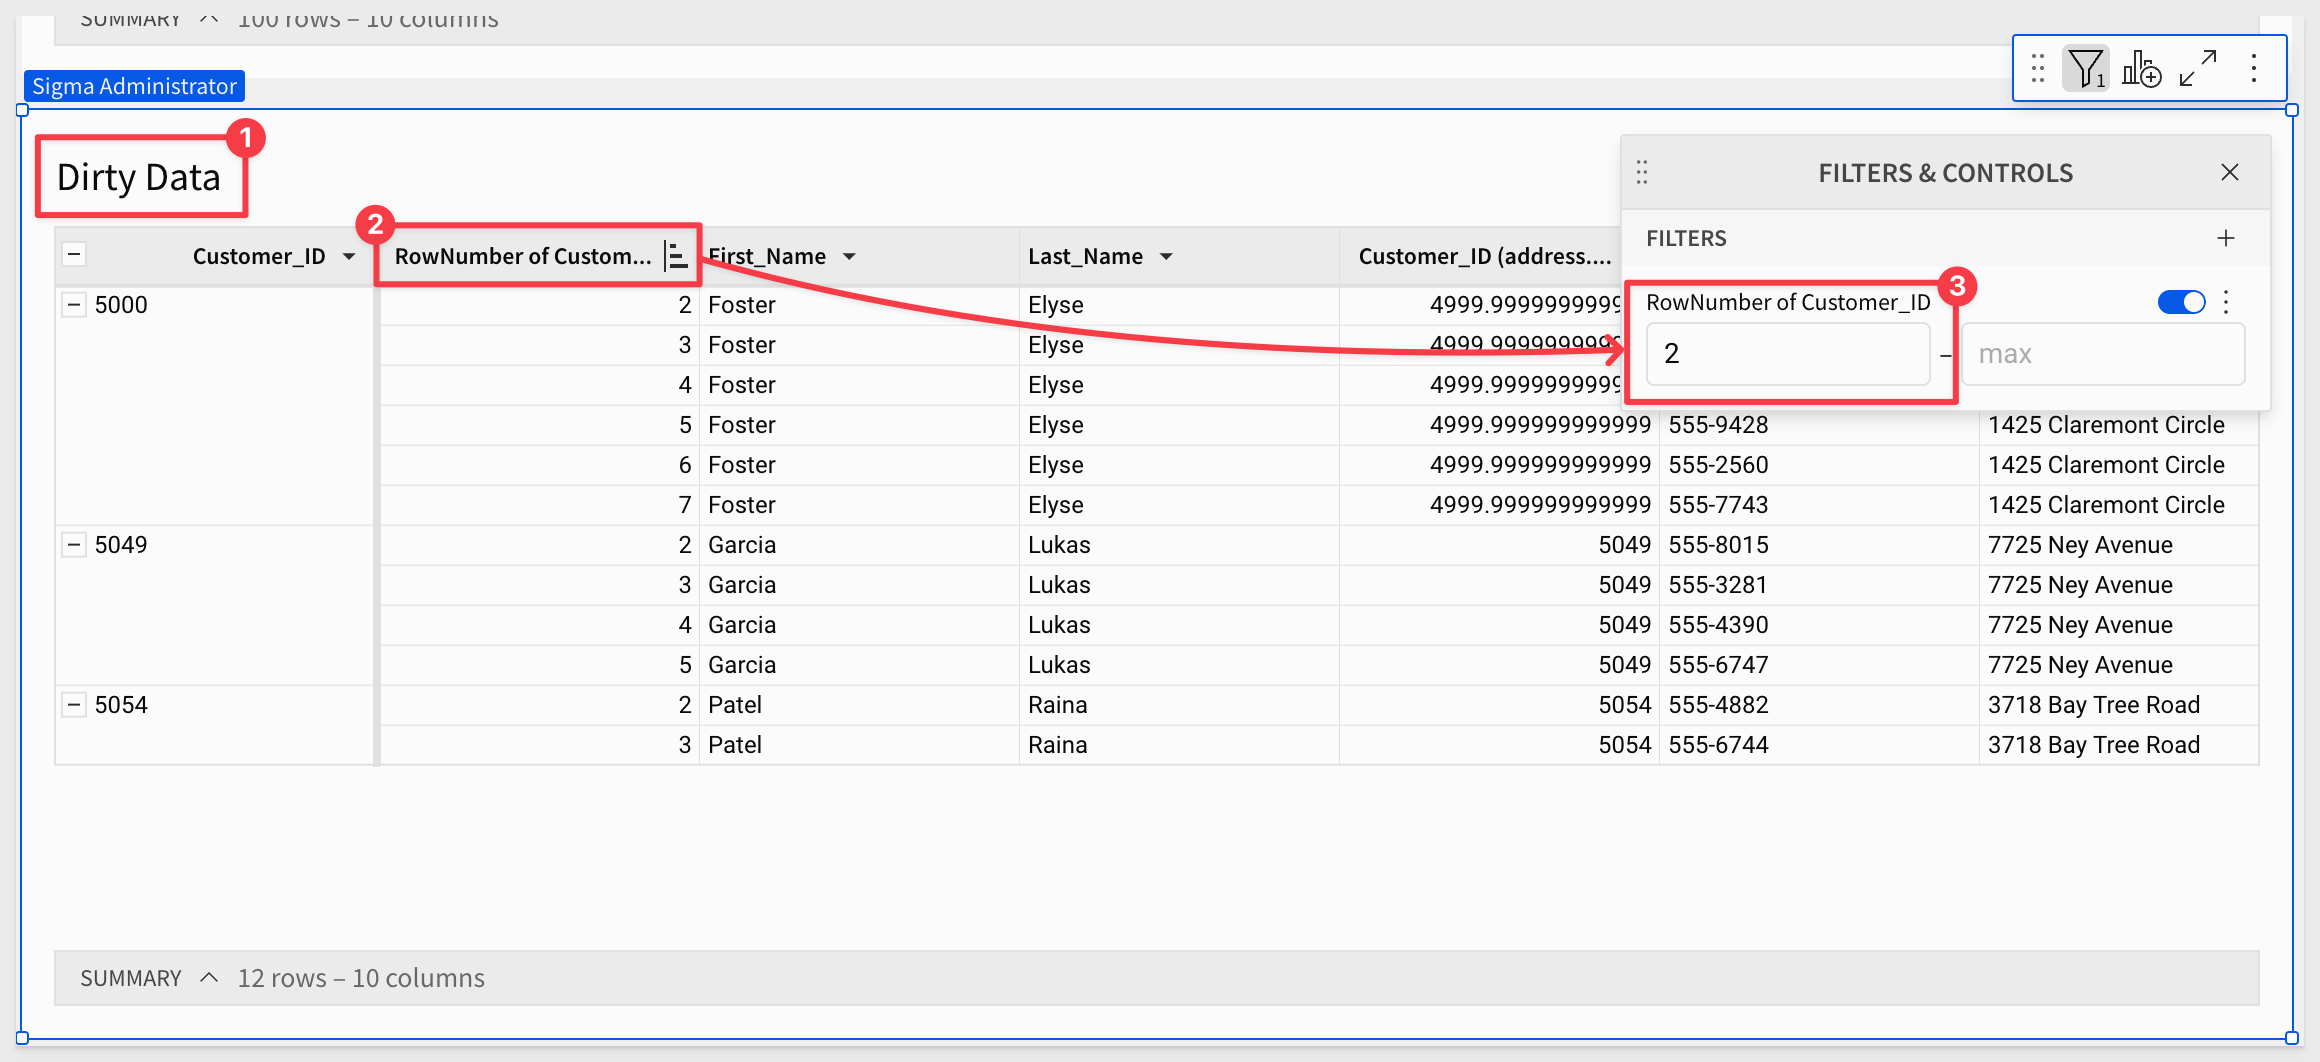 SUMMARY 100 rows – 10 columns
Sigma Administrator
1
1
Dirty Data
FILTERS & CONTROLS
2
Customer_ID RowNumber of Custom... First_Name Last_Name Customer_ID (address....
FILTERS
3
RowNumber of Customer_ID
2 – max
5000 2 Foster Elyse 4999.9999999999
3 Foster Elyse 4999.9999999999
4 Foster Elyse 4999.9999999999
5 Foster Elyse 4999.999999999999 555-9428 1425 Claremont Circle
6 Foster Elyse 4999.999999999999 555-2560 1425 Claremont Circle
7 Foster Elyse 4999.999999999999 555-7743 1425 Claremont Circle
5049 2 Garcia Lukas 5049 555-8015 7725 Ney Avenue
3 Garcia Lukas 5049 555-3281 7725 Ney Avenue
4 Garcia Lukas 5049 555-4390 7725 Ney Avenue
5 Garcia Lukas 5049 555-6747 7725 Ney Avenue
5054 2 Patel Raina 5054 555-4882 3718 Bay Tree Road
3 Patel Raina 5054 555-6744 3718 Bay Tree Road
SUMMARY 12 rows – 10 columns